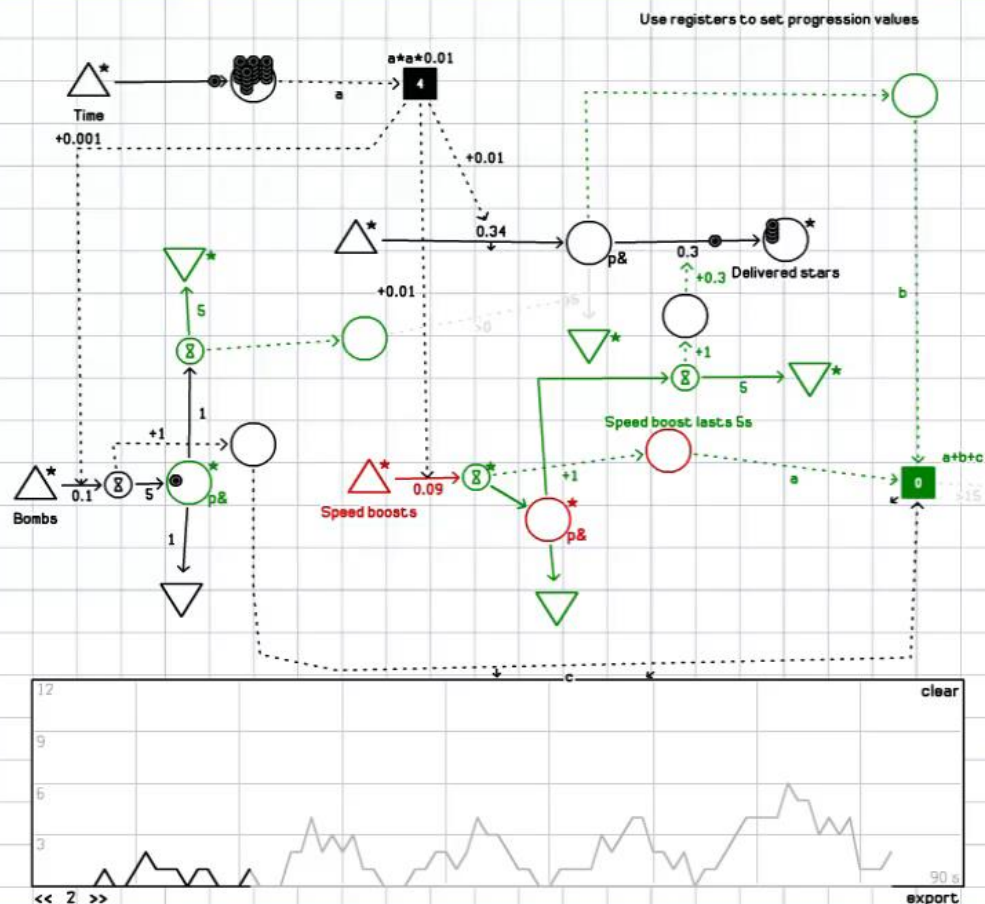 Use registers to set progression values
a*a*0.01
*
4
a
Time
+0.001
+0.01
0.34
*
*
p&
0.3
Delivered stars
*
+0.3
+0.01
b
5
>0
*
+1
5
*
1
Speed boost lasts 5s
+1
*
*
*
a+b+c
*
+1
a
0
>15
0.1
5
p&
0.09
Bombs
Speed boosts
*
p&
1
c
12
clear
9
6
3
90 s
<< 2 >>
export